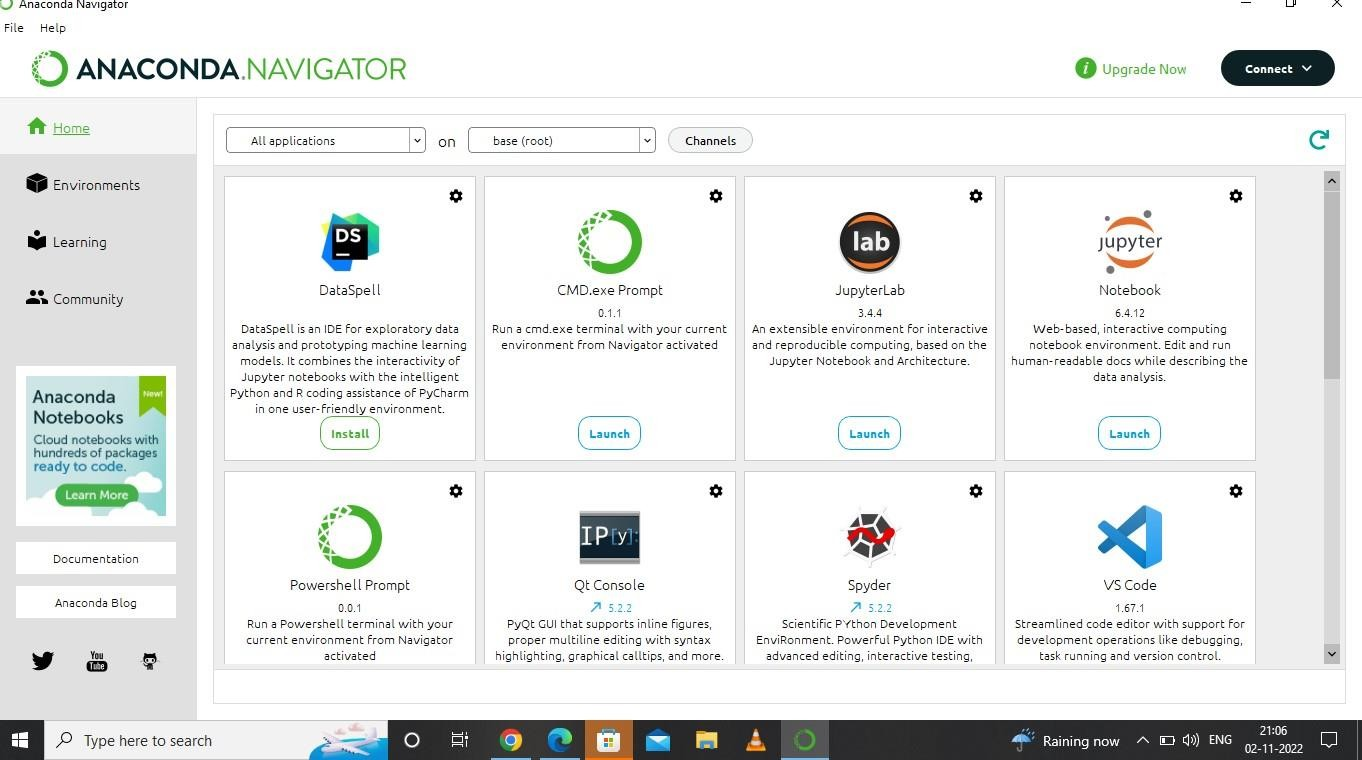 Anaconda Navigator
File Help
ANACONDA.NAVIGATOR
i Upgrade Now
Connect
Home
Environments
Learning
Community
Anaconda
Notebooks
New!
Cloud notebooks with
hundreds of packages
ready to code.
Learn More
Documentation
Anaconda Blog
You
Tube
All applications on base (root) Channels
DS
DataSpell
DataSpell is an IDE for exploratory data
analysis and prototyping machine learning
models. It combines the interactivity of
Jupyter notebooks with the intelligent
Python and R coding assistance of PyCharm
in one user-friendly environment.
Install
CMD.exe Prompt
0.1.1
Run a cmd.exe terminal with your current
environment from Navigator activated
Launch
lab
JupyterLab
3.4.4
An extensible environment for interactive
and reproducible computing, based on the
Jupyter Notebook and Architecture.
Launch
jupyter
Notebook
6.4.12
Web-based, interactive computing
notebook environment. Edit and run
human-readable docs while describing the
data analysis.
Launch
Powershell Prompt
0.0.1
Run a Powershell terminal with your
current environment from Navigator
activated
IP[y]:
Qt Console
5.2.2
PyQt GUI that supports inline figures,
proper multiline editing with syntax
highlighting, graphical calltips, and more.
Spyder
5.2.2
Scientific PYthon Development
EnviRonment. Powerful Python IDE with
advanced editing, interactive testing,
VS Code
1.67.1
Streamlined code editor with support for
development operations like debugging,
task running and version control.
Type here to search
Raining now
ENG
21:06
02-11-2022